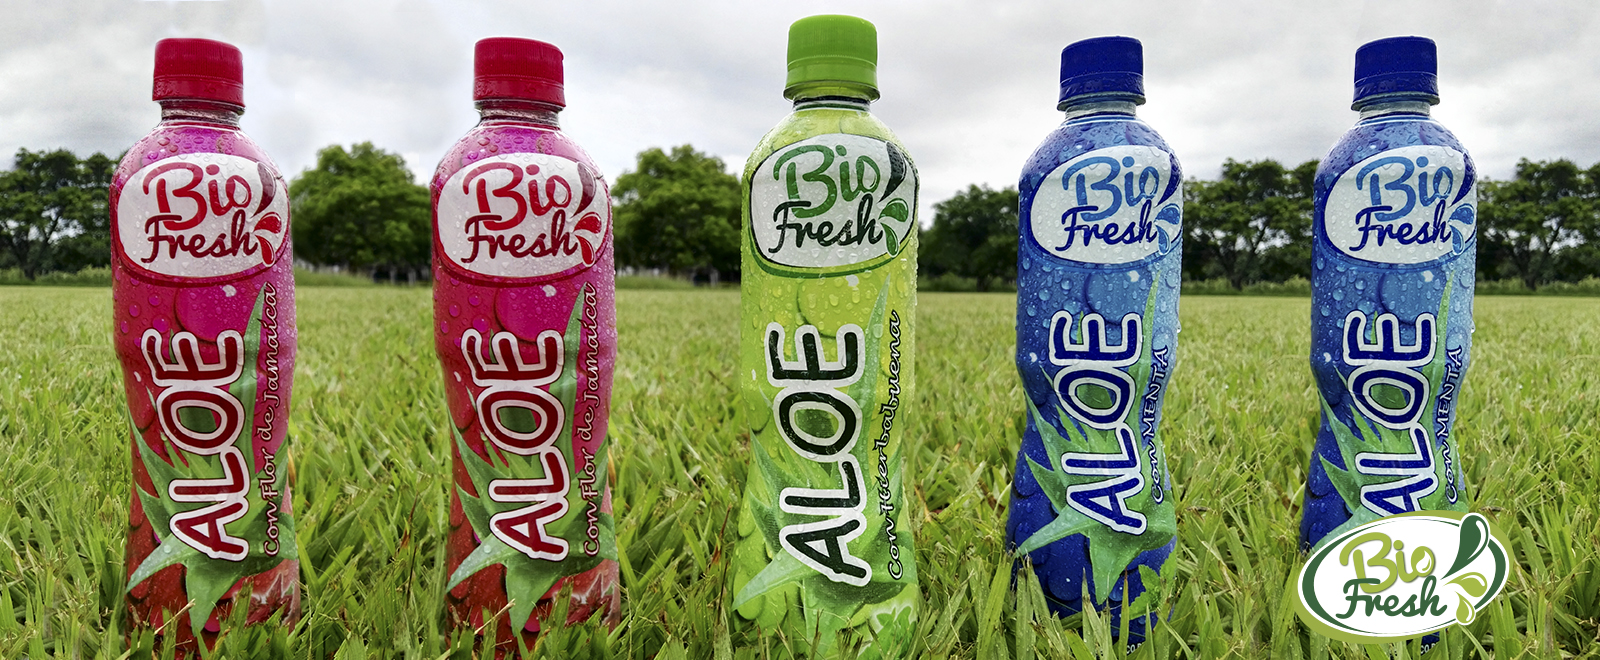 Bio
Fresh
ALOE
Con Flor de Jamaica
Bio
Fresh
ALOE
Con Flor de Jamaica
Bio
Fresh
ALOE
Con Hierbabuena
Bio
Fresh
ALOE
Con MENTA
Bio
Fresh
ALOE
Con MENTA
Bio
Fresh